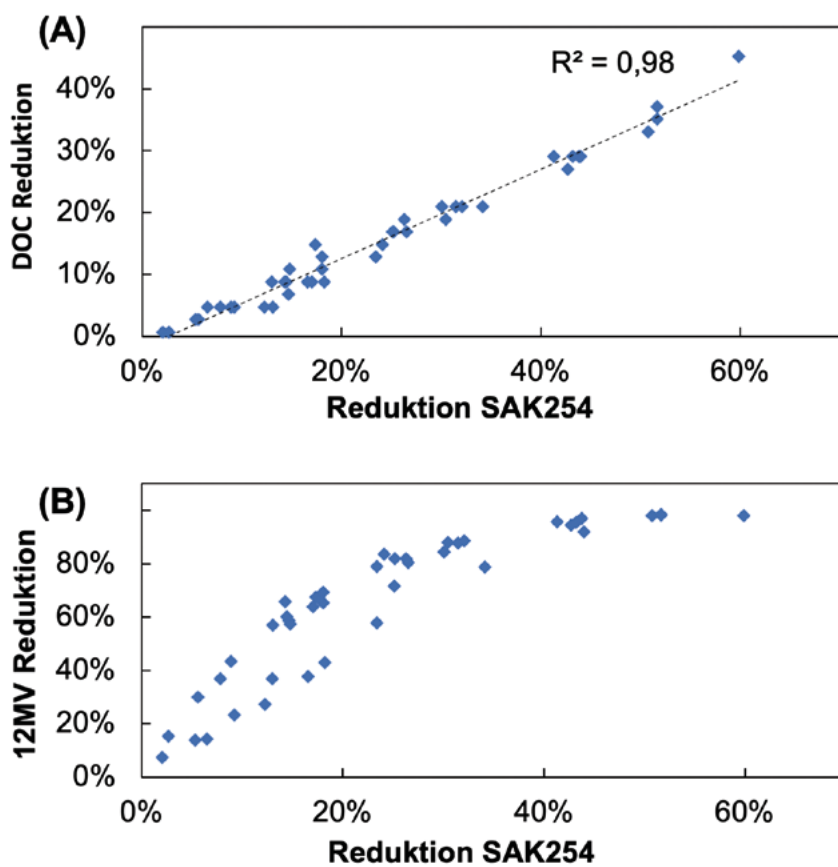 (A)
R² = 0,98
DOC Reduktion
40%
30%
20%
10%
0%
0% 20% 40% 60%
Reduktion SAK254
(B)
12MV Reduktion
80%
60%
40%
20%
0%
0% 20% 40% 60%
Reduktion SAK254